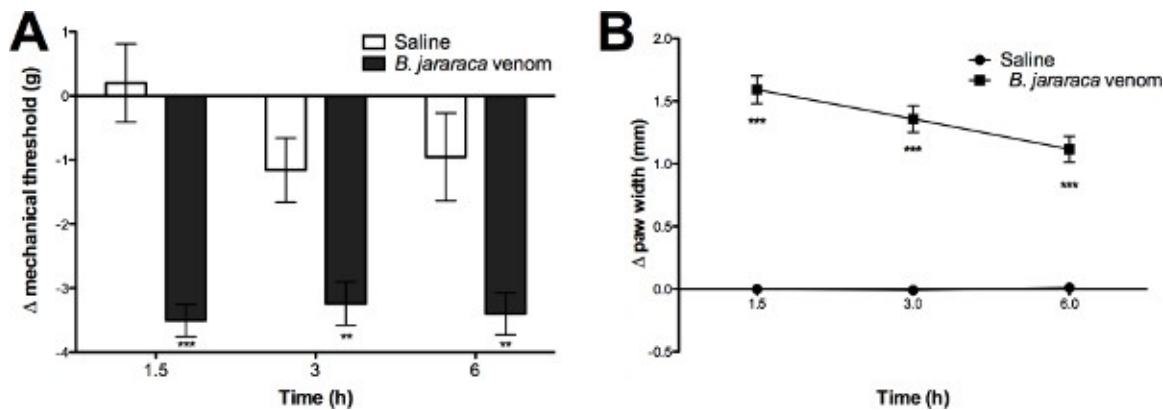 A
Saline
B. jararaca venom
Δ mechanical threshold (g)
1
0
-1
-2
-3
-4
***
**
**
1.5
3
6
Time (h)
B
Saline
B. jararaca venom
Δ paw width (mm)
2.0
1.5
1.0
0.5
0.0
-0.5
***
***
***
1.5
3.0
6.0
Time (h)